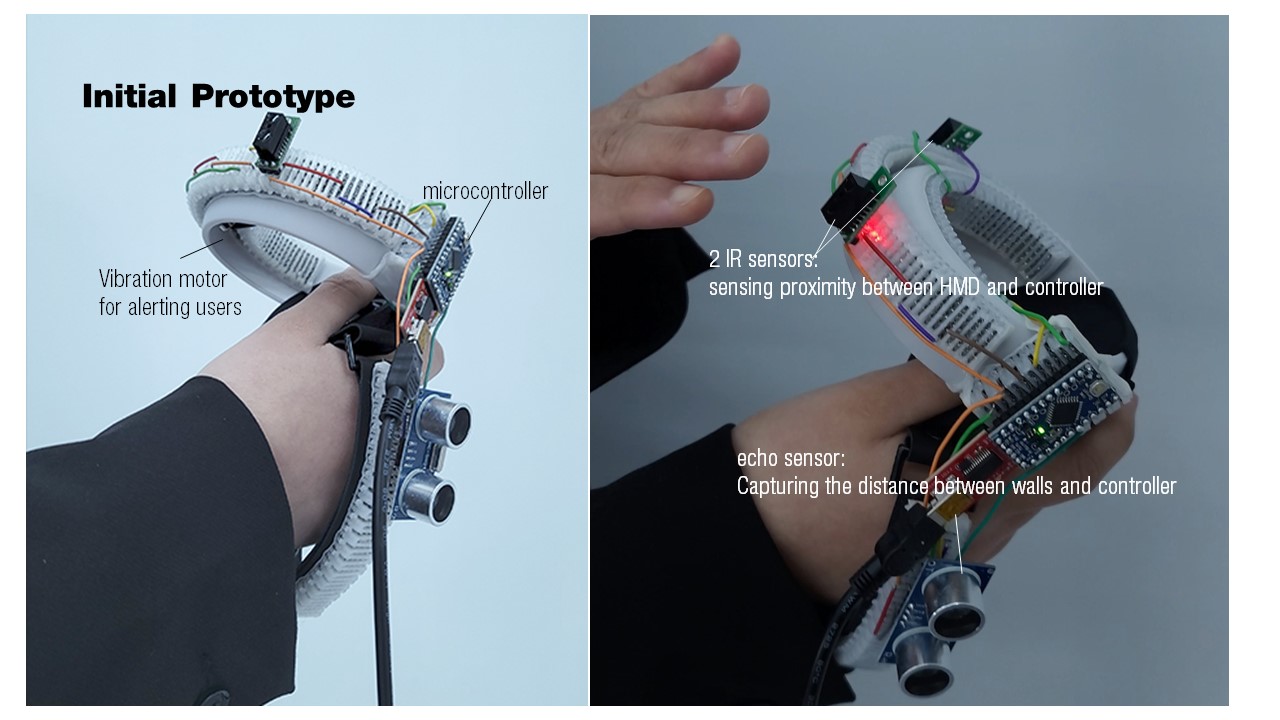 Initial Prototype
microcontroller
Vibration motor
for alerting users
2 IR sensors:
sensing proximity between HMD and controller
echo sensor:
Capturing the distance between walls and controller